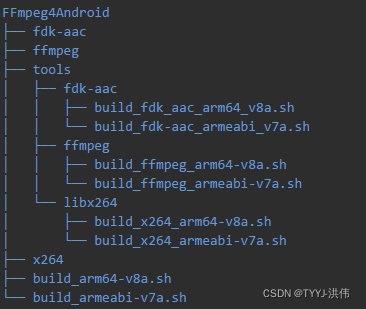 FFmpeg4Android
├── fdk-aac
├── ffmpeg
├── tools
│   ├── fdk-aac
│   │   ├── build_fdk_aac_arm64_v8a.sh
│   │   └── build_fdk-aac_armeabi_v7a.sh
│   ├── ffmpeg
│   │   ├── build_ffmpeg_arm64-v8a.sh
│   │   └── build_ffmpeg_armeabi-v7a.sh
│   └── libx264
│       ├── build_x264_arm64-v8a.sh
│       └── build_x264_armeabi-v7a.sh
├── x264
├── build_arm64-v8a.sh
└── build_armeabi-v7a.sh
CSDN @TYYJ-洪伟